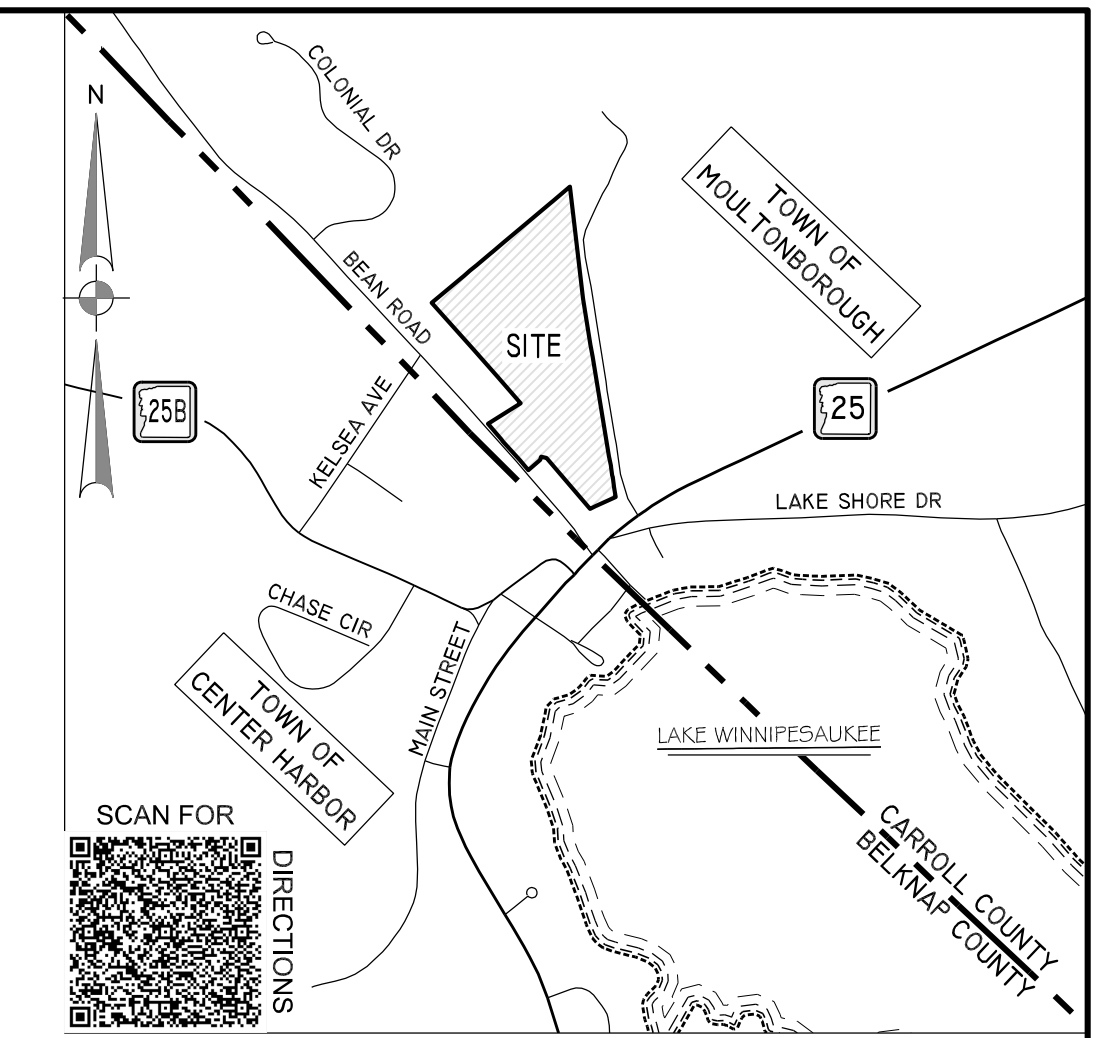 COLONIAL DR
N
TOWN OF
MOULTONBOROUGH
BEAN ROAD
SITE
25B
KELSEA AVE
25
LAKE SHORE DR
CHASE CIR
MAIN STREET
TOWN OF
CENTER HARBOR
LAKE WINNIPESAUKEE
SCAN FOR
DIRECTIONS
CARROLL COUNTY
BELKNAP COUNTY